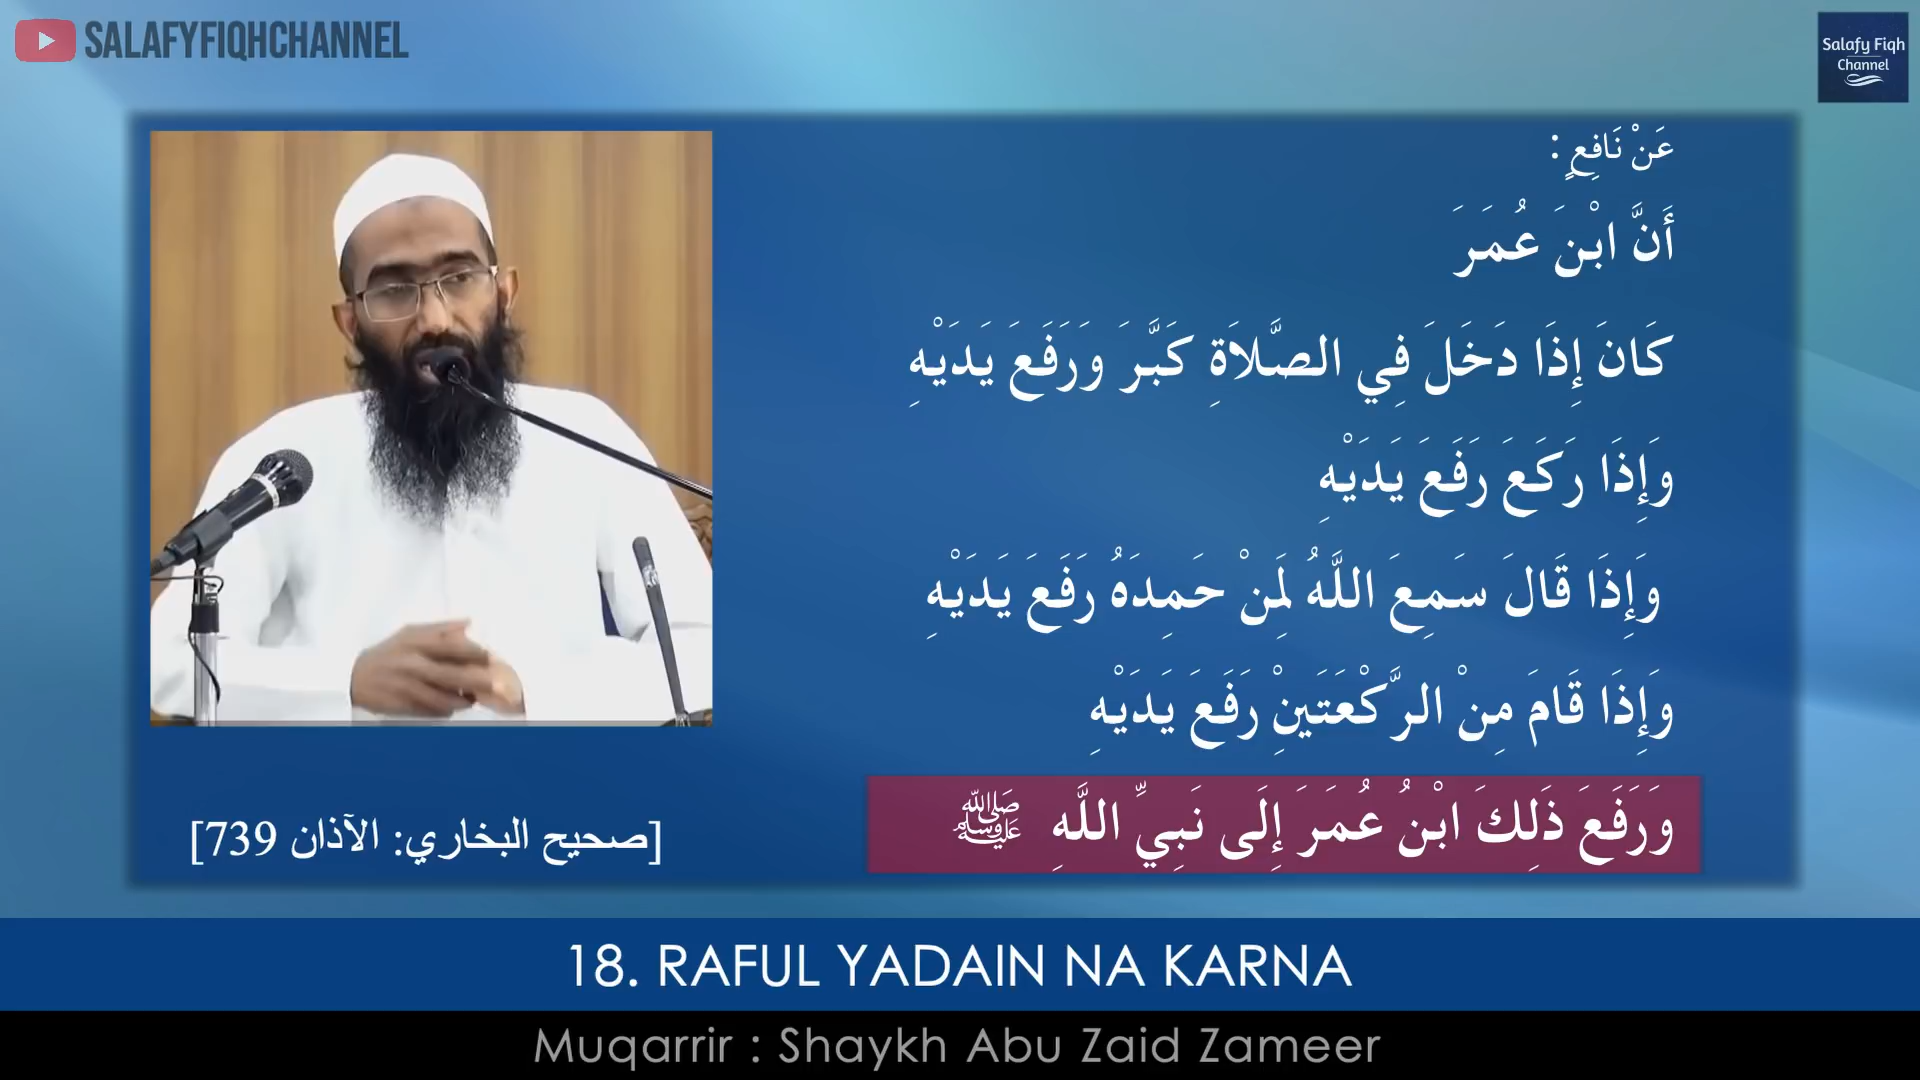 SALAFYFIQHCHANNEL
Salafy Fiqh
Channel
عَنْ نَافِعٍ :
أَنَّ ابْنَ عُمَرَ
كَانَ إِذَا دَخَلَ فِي الصَّلاَةِ كَبَّرَ وَرَفَعَ يَدَيْهِ
وَإِذَا رَكَعَ رَفَعَ يَدَيْهِ
وَإِذَا قَالَ سَمِعَ اللَّهُ لِمَنْ حَمِدَهُ رَفَعَ يَدَيْهِ
وَإِذَا قَامَ مِنْ الرَّكْعَتَيْنِ رَفَعَ يَدَيْهِ
وَرَفَعَ ذَلِكَ ابْنُ عُمَرَ إِلَى نَبِيِّ اللَّهِ ﷺ
[صحيح البخاري: الآذان 739]
18. RAFUL YADAIN NA KARNA
Muqarrir : Shaykh Abu Zaid Zameer